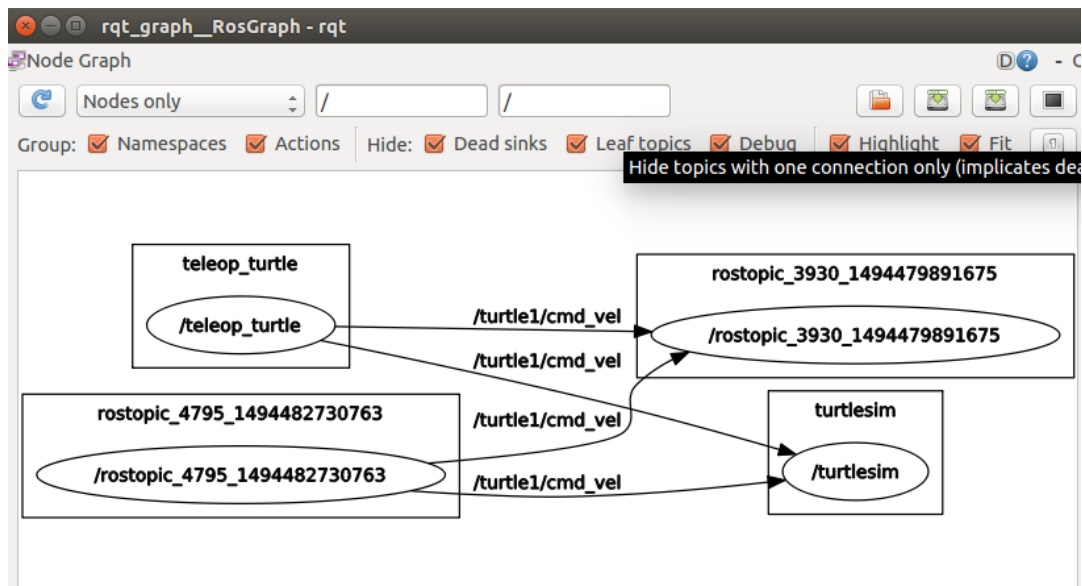 rqt_graph__RosGraph - rqt
Node Graph
D ? - C
Nodes only / /
Group: Namespaces Actions Hide: Dead sinks Leaf topics Debug Highlight Fit
Hide topics with one connection only (implicates dea
teleop_turtle
/teleop_turtle
rostopic_3930_1494479891675
/rostopic_3930_1494479891675
/turtle1/cmd_vel
/turtle1/cmd_vel
/turtle1/cmd_vel
/turtle1/cmd_vel
rostopic_4795_1494482730763
/rostopic_4795_1494482730763
turtlesim
/turtlesim